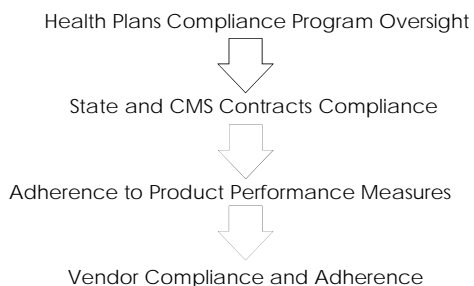 Health Plans Compliance Program Oversight
State and CMS Contracts Compliance
Adherence to Product Performance Measures
Vendor Compliance and Adherence